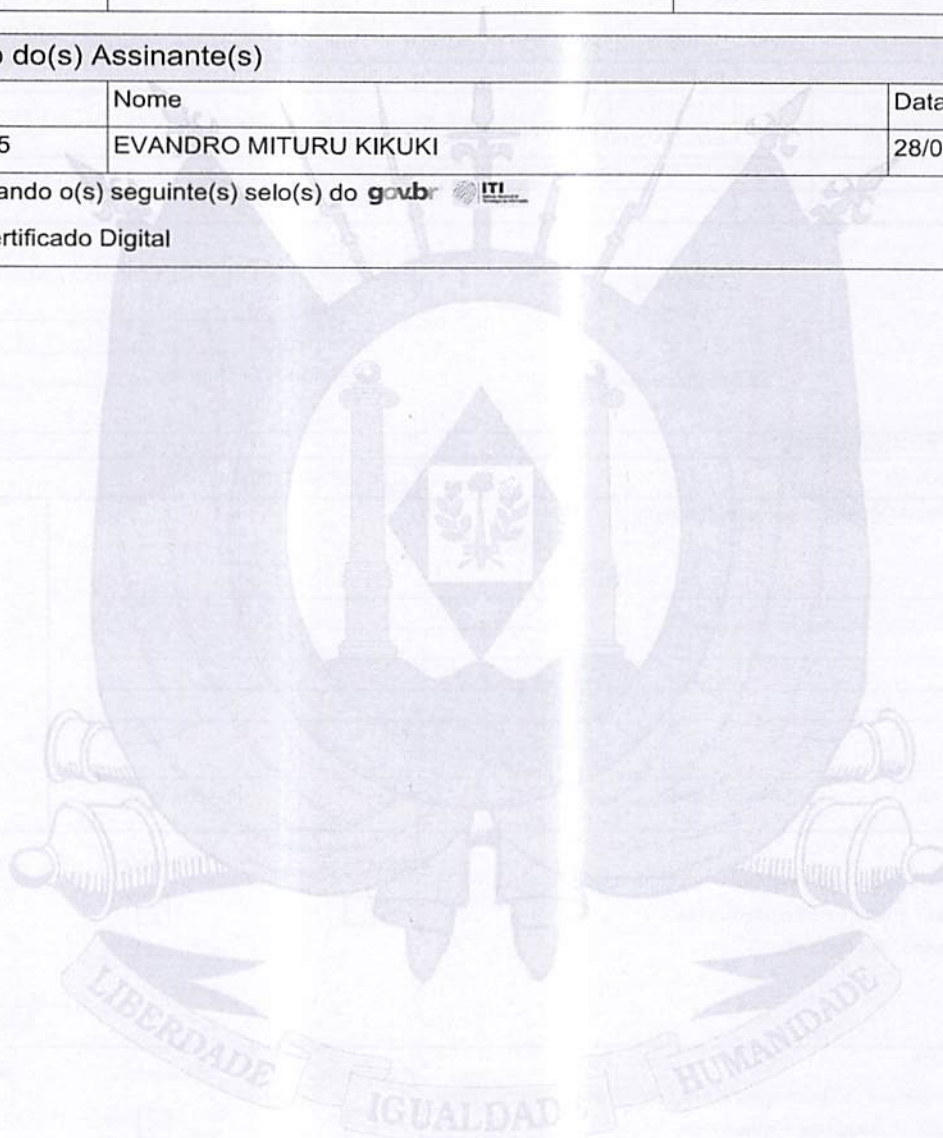 do(s) Assinante(s)
Nome
Data
5
EVANDRO MITURU KIKUKI
28/0
ando o(s) seguinte(s) selo(s) do gov.br ITI
ertificado Digital
LIBERDADE
IGUALDAD
HUMANIDADE